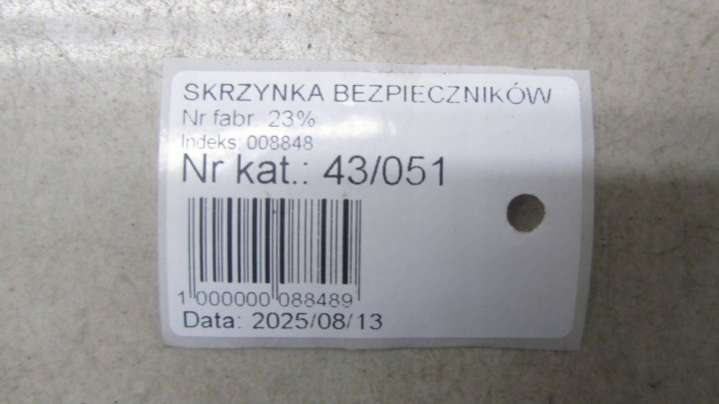 SKRZYNKA BEZPIECZNIKÓW
Nr fabr. 23%
Indeks: 008848
Nr kat.: 43/051
1 000000 088489
Data: 2025/08/13